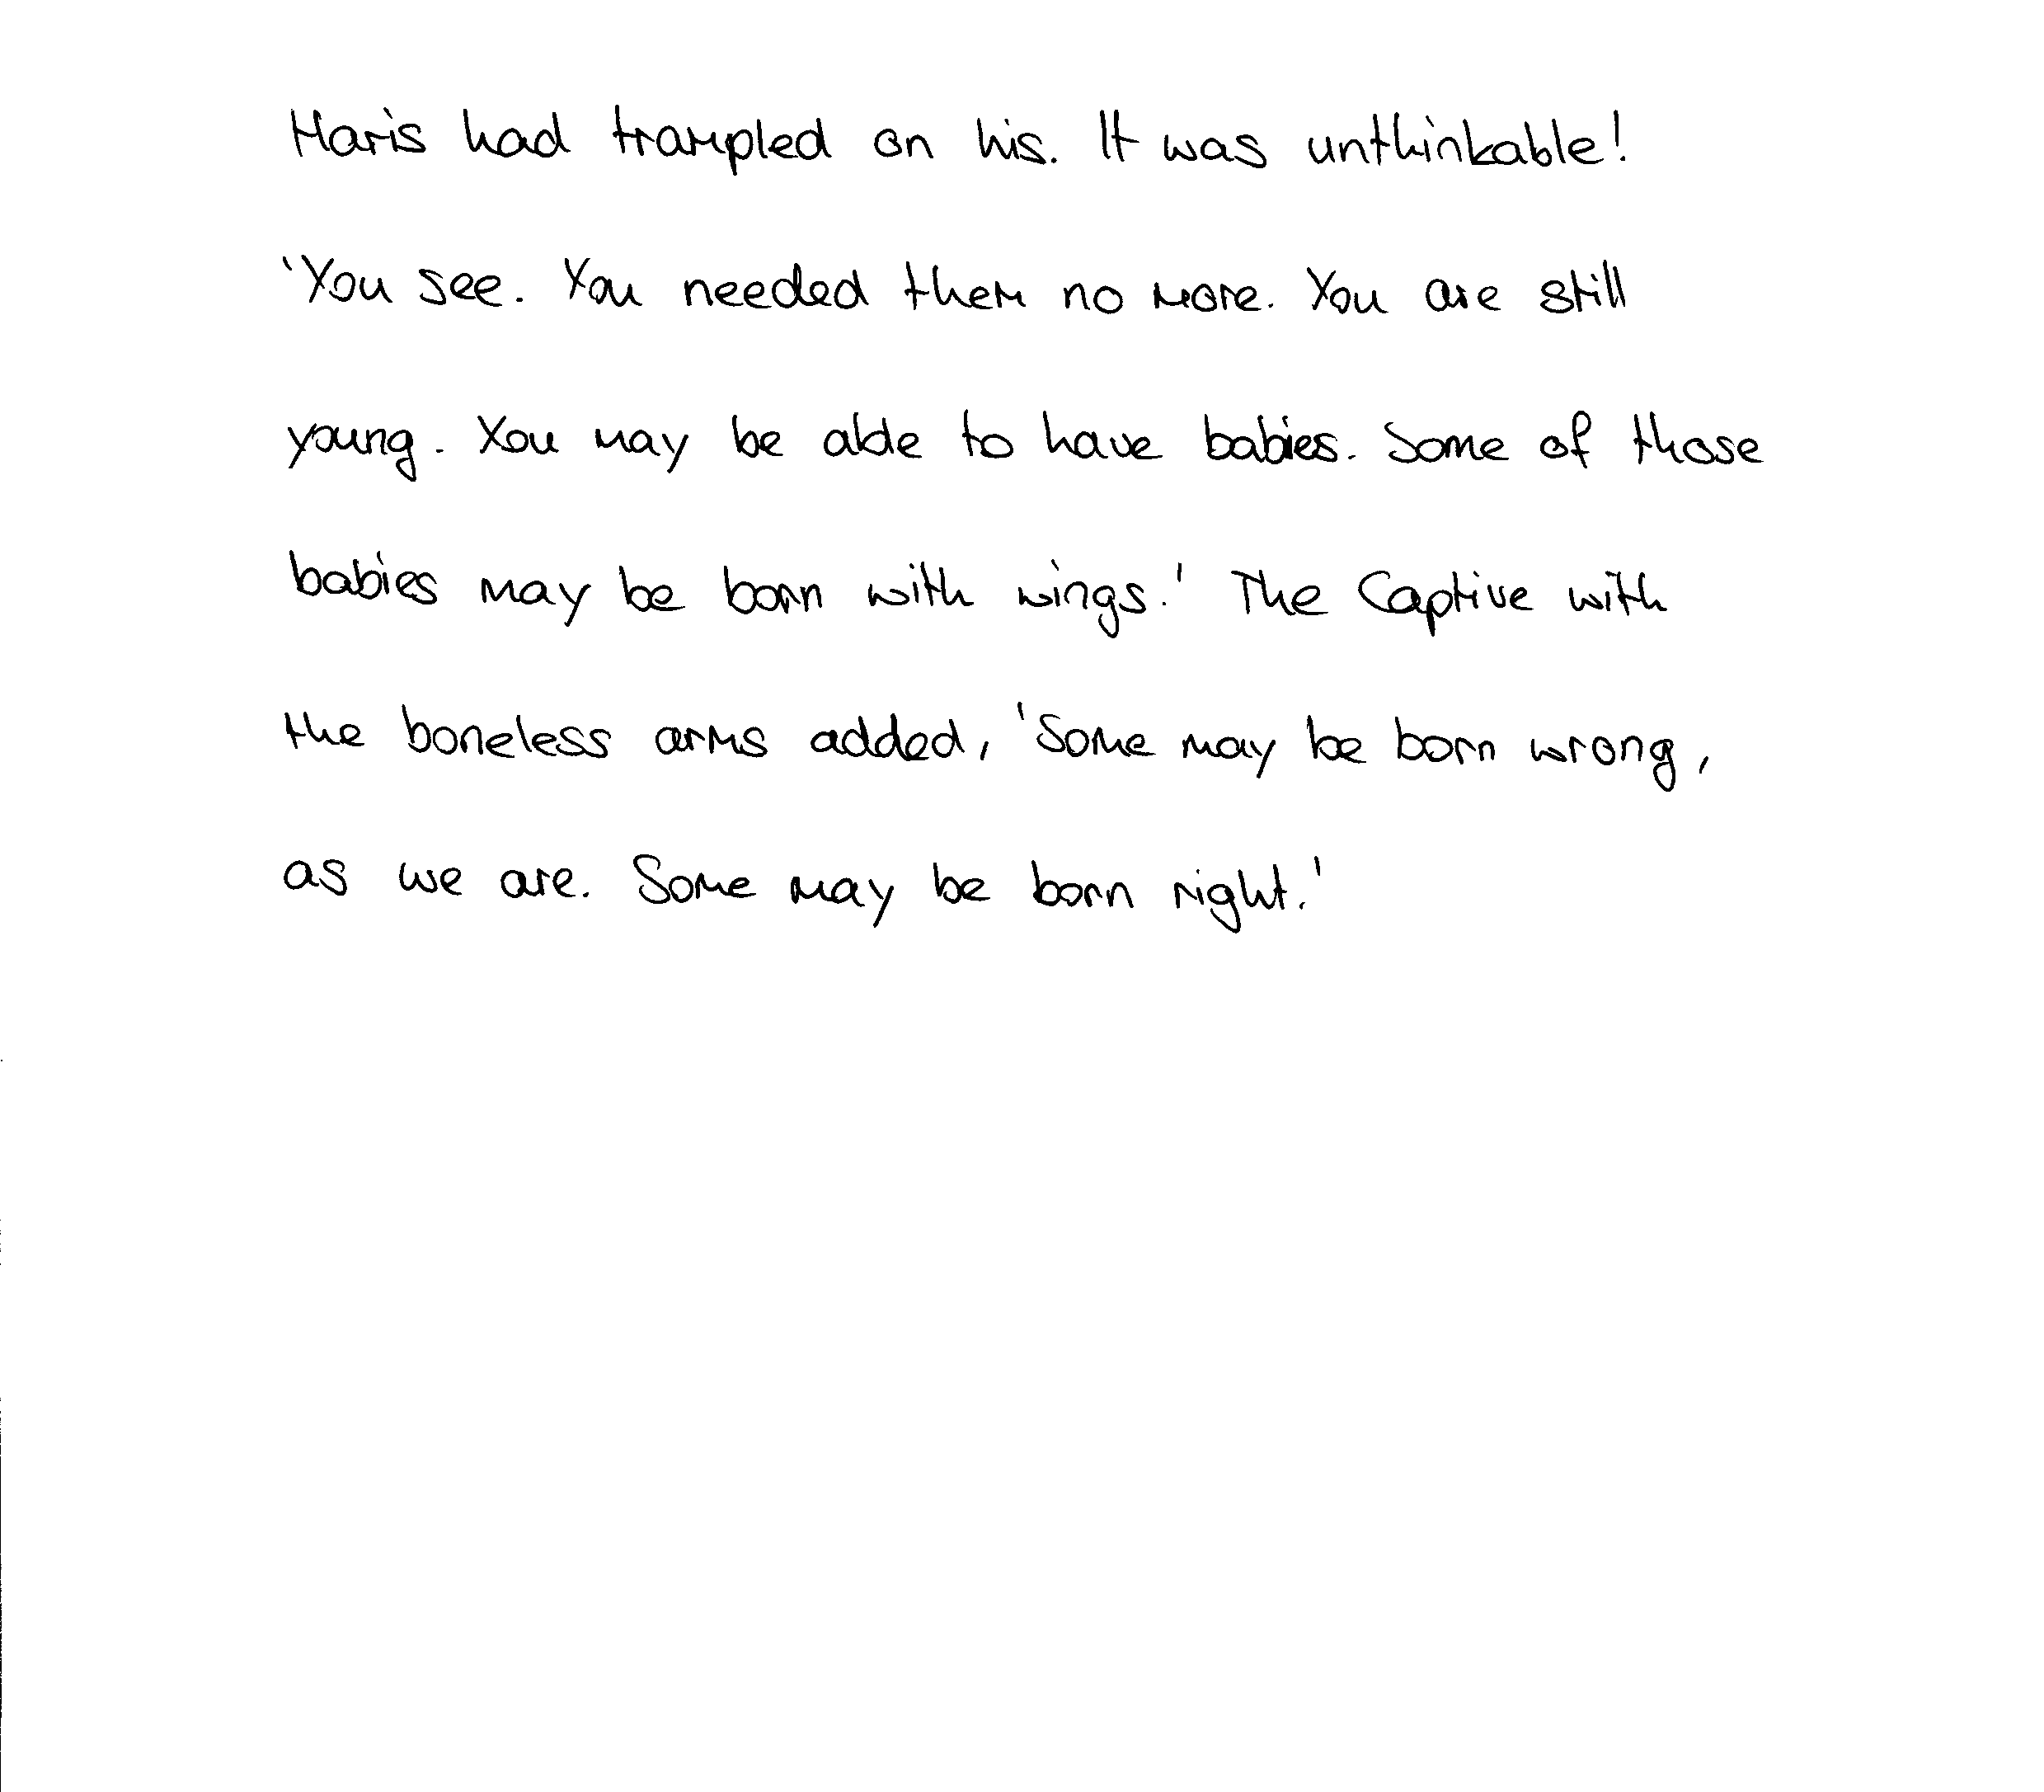 Haris had trampled on his. It was unthinkable!
'You see. You needed them no more. You are still
young. You may be able to have babies. Some of those
babies may be born with wings.' The Captive with
the boneless arms added, 'Some may be born wrong,
as we are. Some may be born right.'